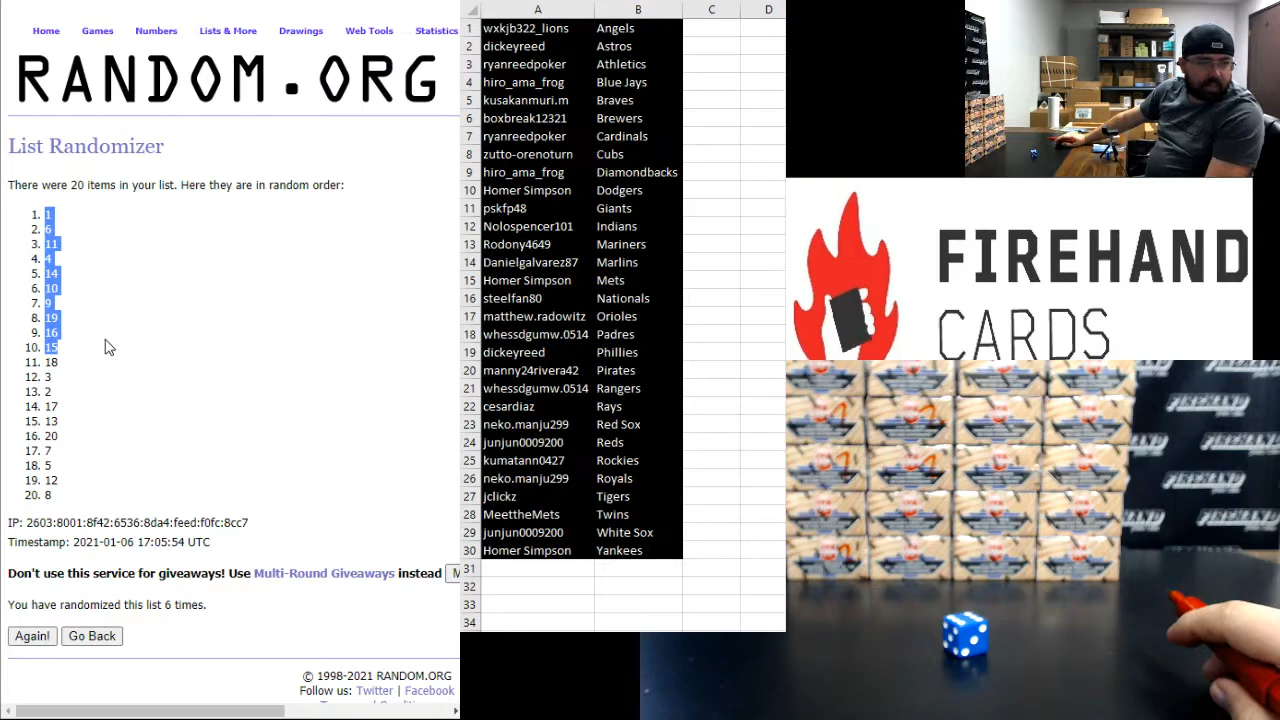 Home Games Numbers Lists & More Drawings Web Tools Statistics
RANDOM.ORG
List Randomizer
There were 20 items in your list. Here they are in random order:
1. 1
2. 6
3. 11
4. 4
5. 14
6. 10
7. 9
8. 19
9. 16
10. 15
11. 18
12. 3
13. 2
14. 17
15. 13
16. 20
17. 7
18. 5
19. 12
20. 8
IP: 2603:8001:8f42:6536:8da4:feed:f0fc:8cc7
Timestamp: 2021-01-06 17:05:54 UTC
Don't use this service for giveaways! Use Multi-Round Giveaways instead M
You have randomized this list 6 times.
Again! Go Back
© 1998-2021 RANDOM.ORG
Follow us: Twitter | Facebook
A B C D
1 wxkjb322_lions Angels
2 dickeyreed Astros
3 ryanreedpoker Athletics
4 hiro_ama_frog Blue Jays
5 kusakanmuri.m Braves
6 boxbreak12321 Brewers
7 ryanreedpoker Cardinals
8 zutto-orenoturn Cubs
9 hiro_ama_frog Diamondbacks
10 Homer Simpson Dodgers
11 pskfp48 Giants
12 Nolospencer101 Indians
13 Rodony4649 Mariners
14 Danielgalvarez87 Marlins
15 Homer Simpson Mets
16 steelfan80 Nationals
17 matthew.radowitz Orioles
18 whessdgumw.0514 Padres
19 dickeyreed Phillies
20 manny24rivera42 Pirates
21 whessdgumw.0514 Rangers
22 cesardiaz Rays
23 neko.manju299 Red Sox
24 junjun0009200 Reds
25 kumatann0427 Rockies
26 neko.manju299 Royals
27 jclickz Tigers
28 MeettheMets Twins
29 junjun0009200 White Sox
30 Homer Simpson Yankees
31
32
33
34
FIREHAND
CARDS
FIREHAND
FIREHAND
FIREHAND